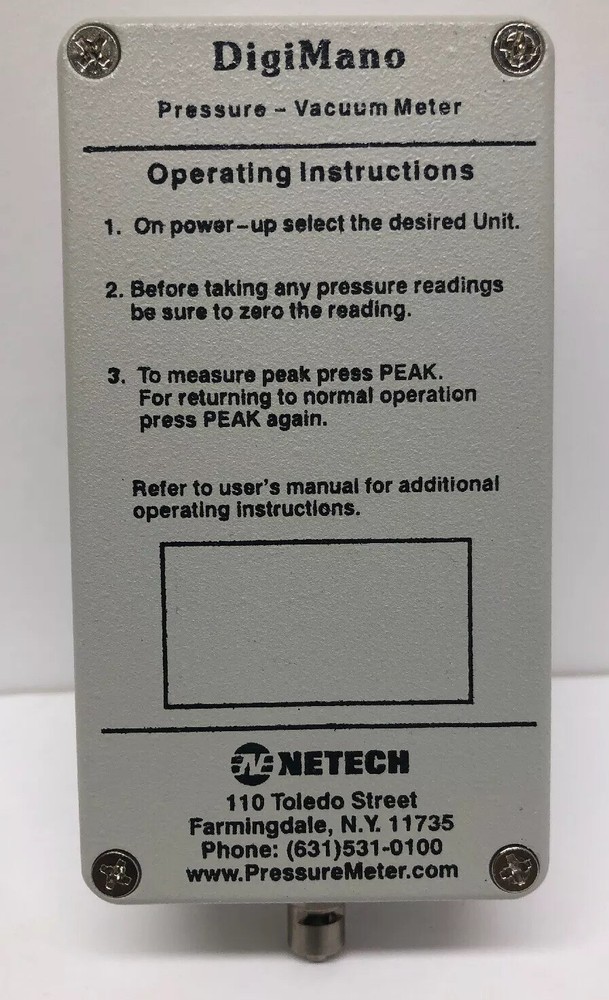 DigiMano
Pressure - Vacuum Meter
Operating Instructions
1. On power-up select the desired Unit.
2. Before taking any pressure readings
be sure to zero the reading.
3. To measure peak press PEAK.
For returning to normal operation
press PEAK again.
Refer to user's manual for additional
operating instructions.
N NETECH
110 Toledo Street
Farmingdale, N.Y. 11735
Phone: (631)531-0100
www.PressureMeter.com